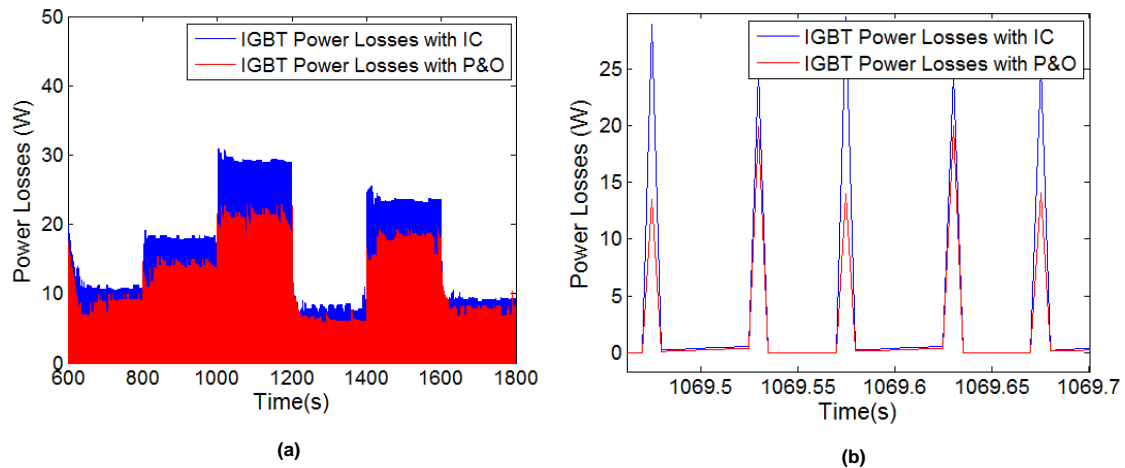 50
40
30
20
10
0
600 800 1000 1200 1400 1600 1800
Power Losses (W)
Time(s)
IGBT Power Losses with IC
IGBT Power Losses with P&O
(a)
25
20
15
10
5
0
1069.5 1069.55 1069.6 1069.65 1069.7
Power Losses (W)
Time(s)
IGBT Power Losses with IC
IGBT Power Losses with P&O
(b)